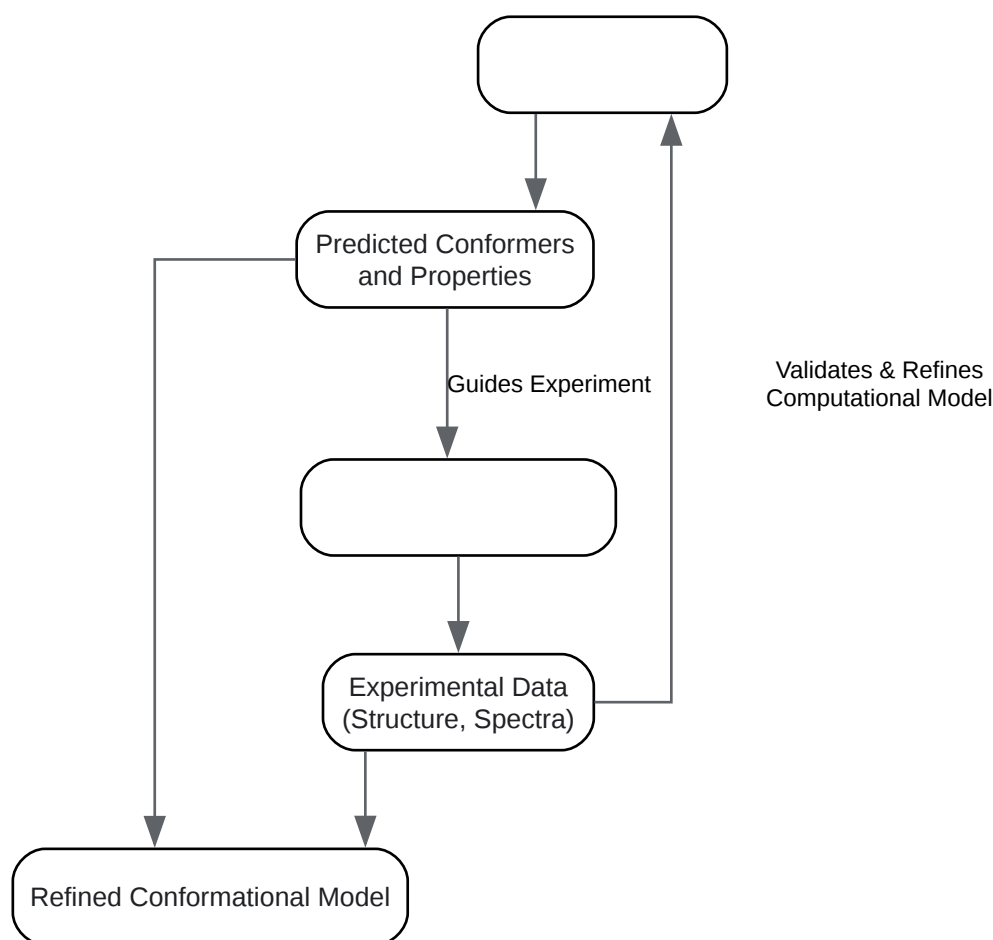 Predicted Conformers
and Properties
Guides Experiment
Validates & Refines
Computational Model
Experimental Data
(Structure, Spectra)
Refined Conformational Model